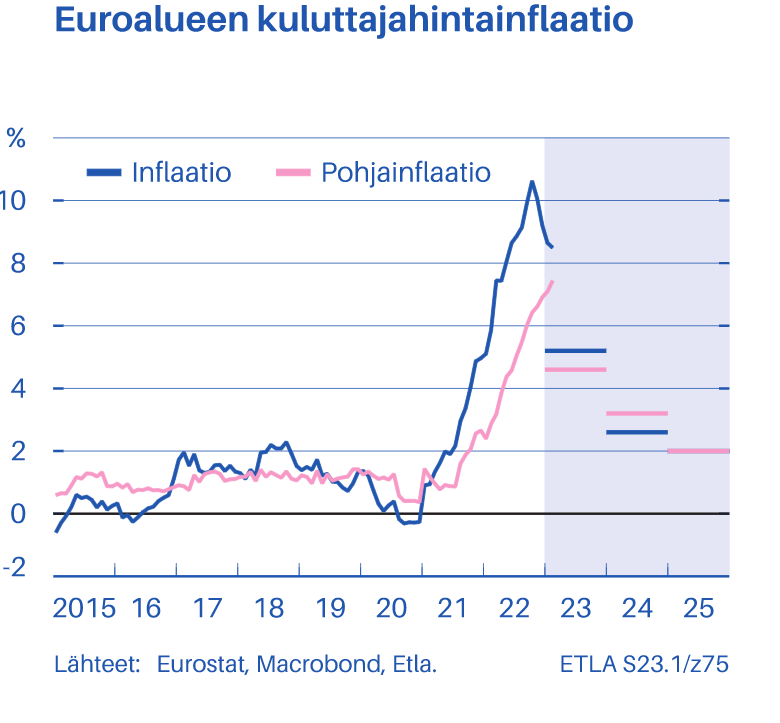 Euroalueen kuluttajahintainflaatio
%
Inflaatio Pohjainflaatio
10
8
6
4
2
0
-2
2015 16 17 18 19 20 21 22 23 24 25
Lähteet: Eurostat, Macrobond, Etla. ETLA S23.1/z75